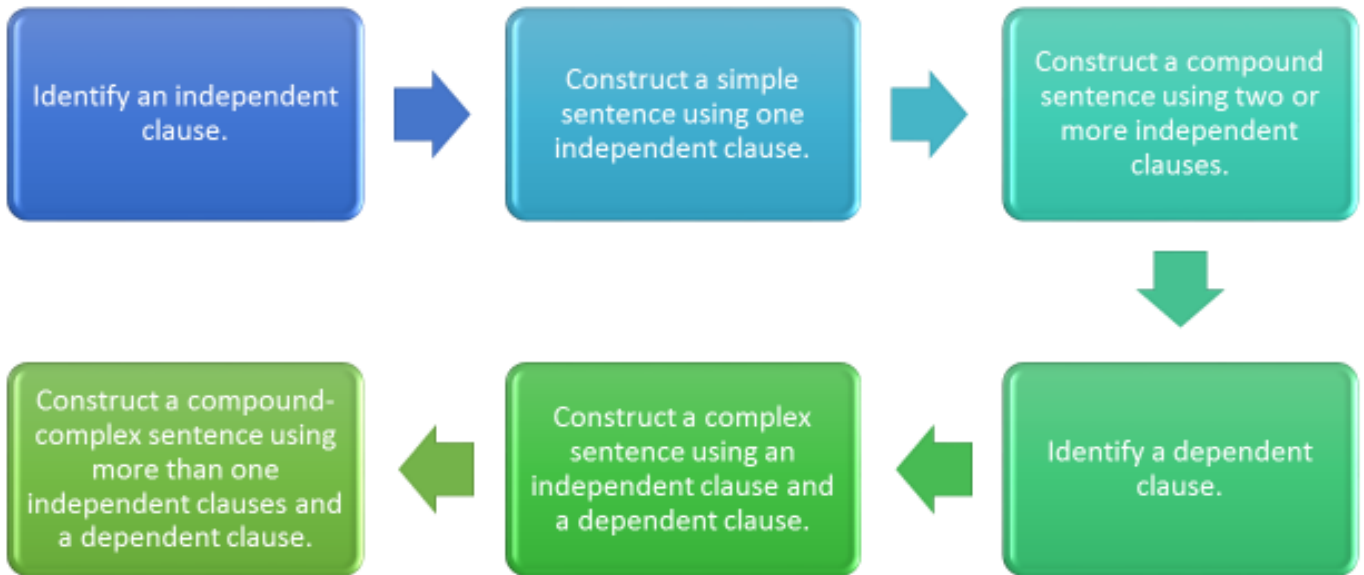 Identify an independent
clause.
Construct a simple
sentence using one
independent clause.
Construct a compound
sentence using two or
more independent
clauses.
Identify a dependent
clause.
Construct a complex
sentence using an
independent clause and
a dependent clause.
Construct a compound-
complex sentence using
more than one
independent clauses and
a dependent clause.